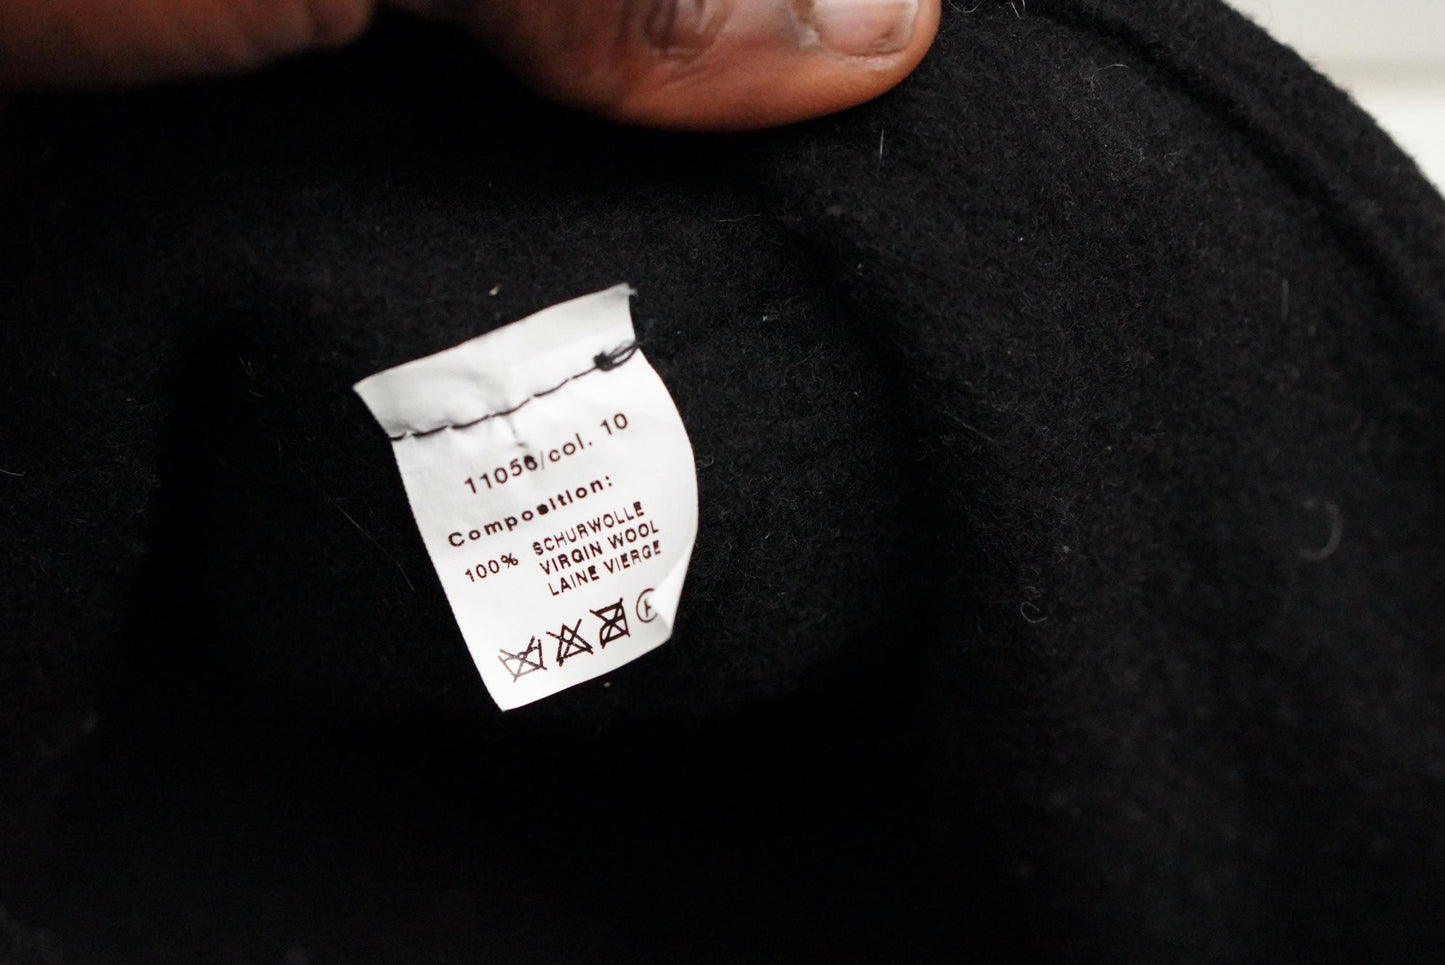 11056/col. 10
Composition:
100% SCHURWOLLE
VIRGIN WOOL
LAINE VIERGE